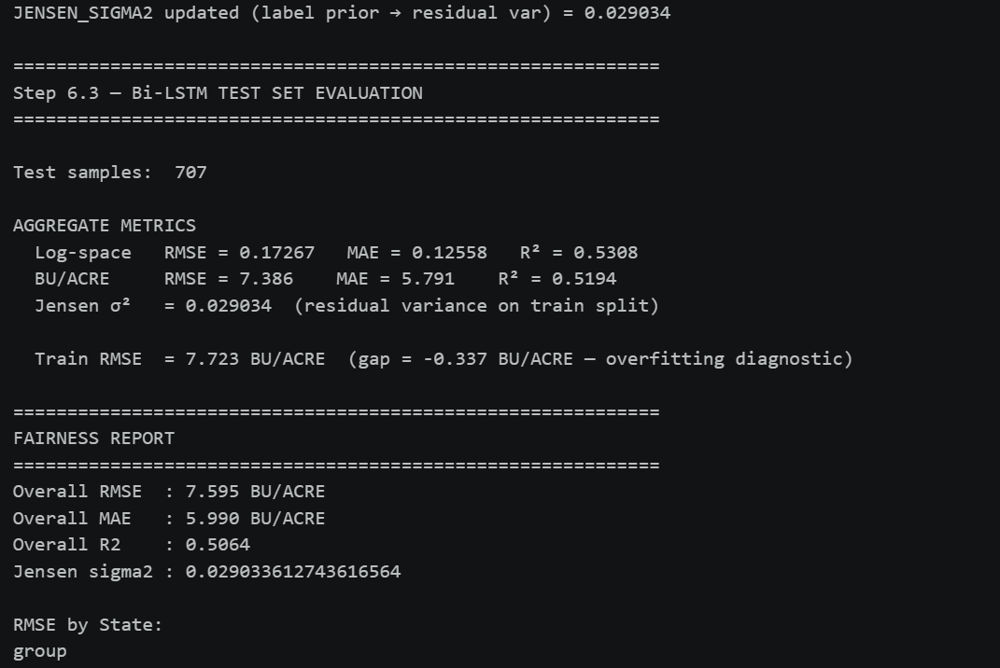 JENSEN_SIGMA2 updated (label prior → residual var) = 0.029034
============================================================
Step 6.3 — Bi-LSTM TEST SET EVALUATION
============================================================
Test samples:  707
AGGREGATE METRICS
  Log-space   RMSE = 0.17267   MAE = 0.12558   R² = 0.5308
  BU/ACRE     RMSE = 7.386    MAE = 5.791    R² = 0.5194
  Jensen σ²   = 0.029034  (residual variance on train split)
  Train RMSE  = 7.723 BU/ACRE  (gap = -0.337 BU/ACRE — overfitting diagnostic)
============================================================
FAIRNESS REPORT
============================================================
Overall RMSE  : 7.595 BU/ACRE
Overall MAE   : 5.990 BU/ACRE
Overall R2    : 0.5064
Jensen sigma2 : 0.029033612743616564
RMSE by State:
group